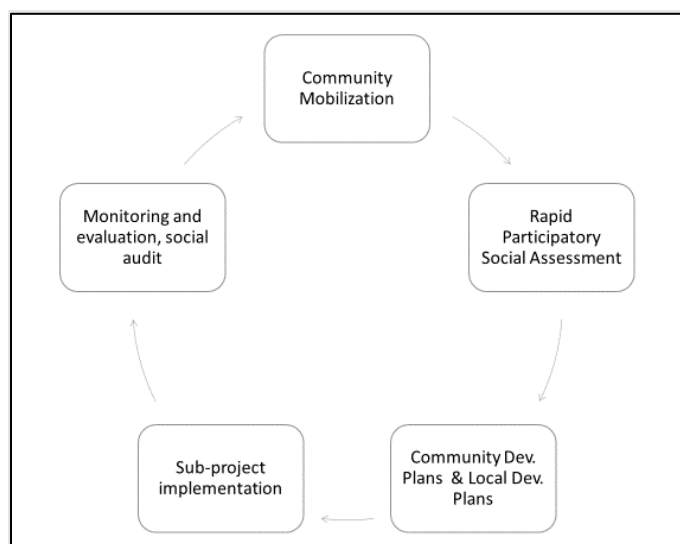 Community
Mobilization
Rapid
Participatory
Social Assessment
Community Dev.
Plans & Local Dev.
Plans
Sub-project
implementation
Monitoring and
evaluation, social
audit